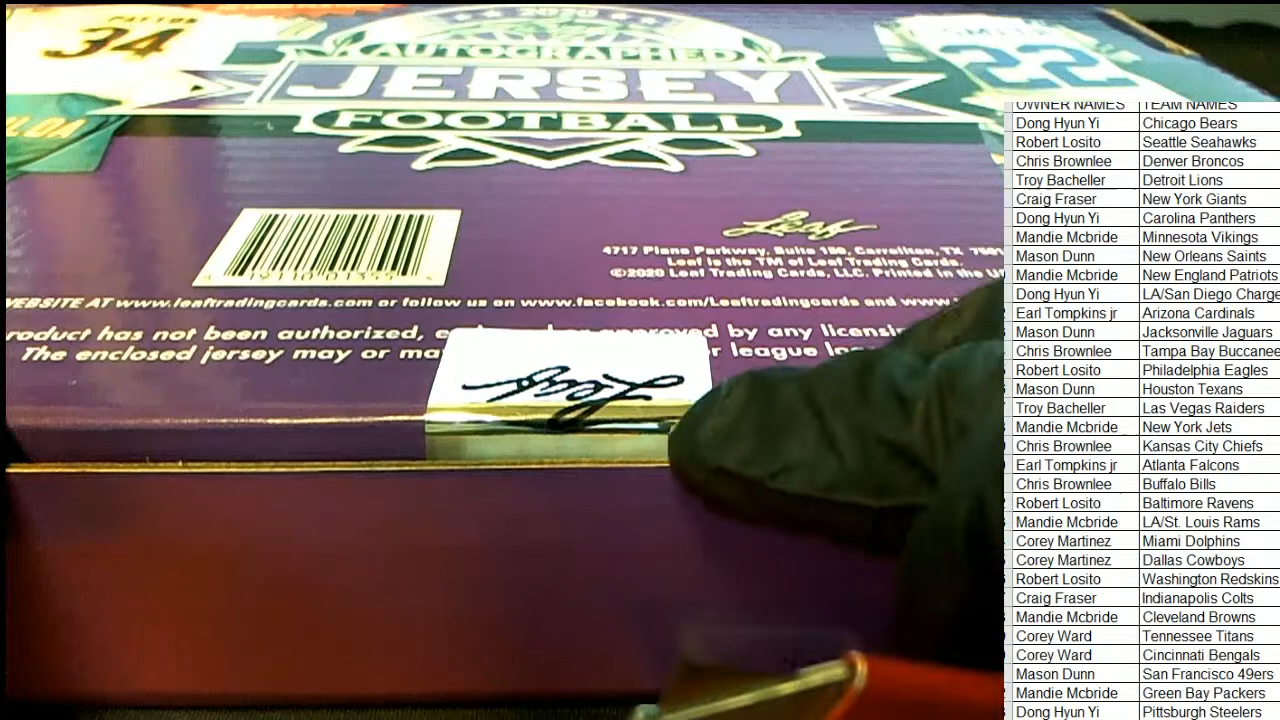 PAYTON
34
2020
AUTOGRAPHED
JERSEY
FOOTBALL
SMITH
22
Leaf
4717 Plano Parkway, Suite 150, Carrollton, TX
Leaf is the TM of Leaf Trading Cards.
©2020 Leaf Trading Cards, LLC. Printed in the
WEBSITE AT www.leaftradingcards.com or follow us on www.facebook.com/Leaftradingcards and www.
roduct has not been authorized, approved by any
The enclosed jersey may or may or league
Leaf
OWNER NAMES TEAM NAMES
Dong Hyun Yi Chicago Bears
Robert Losito Seattle Seahawks
Chris Brownlee Denver Broncos
Troy Bacheller Detroit Lions
Craig Fraser New York Giants
Dong Hyun Yi Carolina Panthers
Mandie Mcbride Minnesota Vikings
Mason Dunn New Orleans Saints
Mandie Mcbride New England Patriots
Dong Hyun Yi LA/San Diego Charge
Earl Tompkins jr Arizona Cardinals
Mason Dunn Jacksonville Jaguars
Chris Brownlee Tampa Bay Buccanee
Robert Losito Philadelphia Eagles
Mason Dunn Houston Texans
Troy Bacheller Las Vegas Raiders
Mandie Mcbride New York Jets
Chris Brownlee Kansas City Chiefs
Earl Tompkins jr Atlanta Falcons
Chris Brownlee Buffalo Bills
Robert Losito Baltimore Ravens
Mandie Mcbride LA/St. Louis Rams
Corey Martinez Miami Dolphins
Corey Martinez Dallas Cowboys
Robert Losito Washington Redskins
Craig Fraser Indianapolis Colts
Mandie Mcbride Cleveland Browns
Corey Ward Tennessee Titans
Corey Ward Cincinnati Bengals
Mason Dunn San Francisco 49ers
Mandie Mcbride Green Bay Packers
Dong Hyun Yi Pittsburgh Steelers